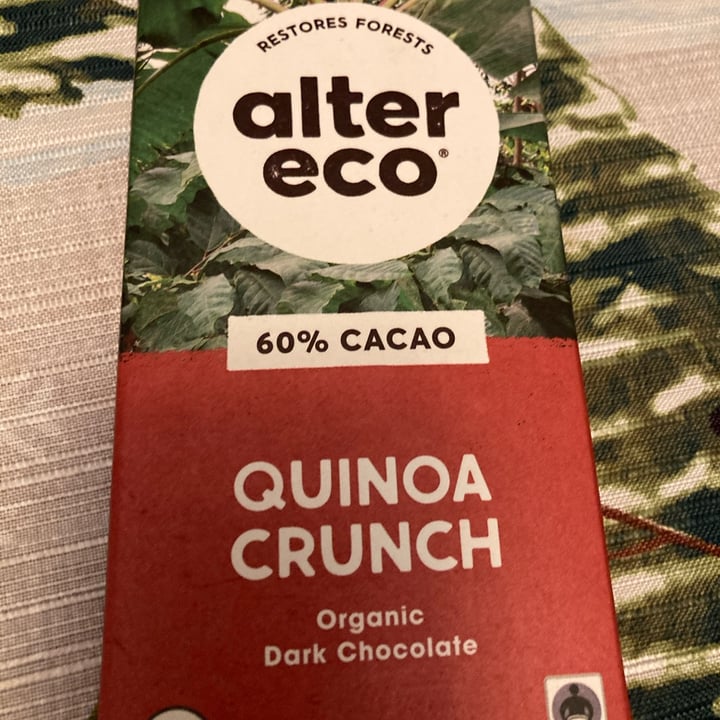 RESTORES FORESTS
alter
eco®
60% CACAO
QUINOA
CRUNCH
Organic
Dark Chocolate